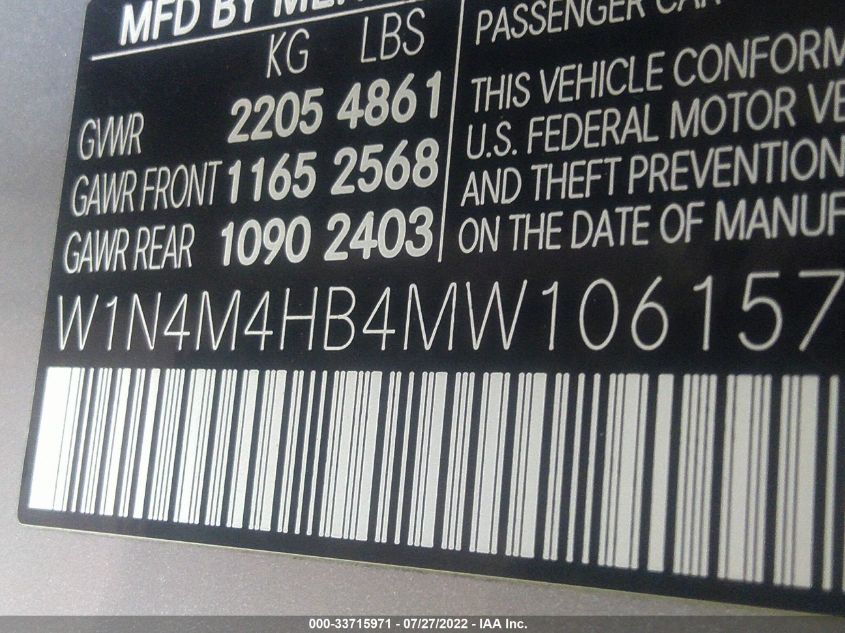 MFD BY
KG LBS
GVWR 2205 4861
GAWR FRONT 1165 2568
GAWR REAR 1090 2403
PASSENGER CAR
THIS VEHICLE CONFORM
U.S. FEDERAL MOTOR VE
AND THEFT PREVENTION
ON THE DATE OF MANUF
W1N4M4HB4MW106157
000-33715971 / 07/27/2022 - IAA Inc.